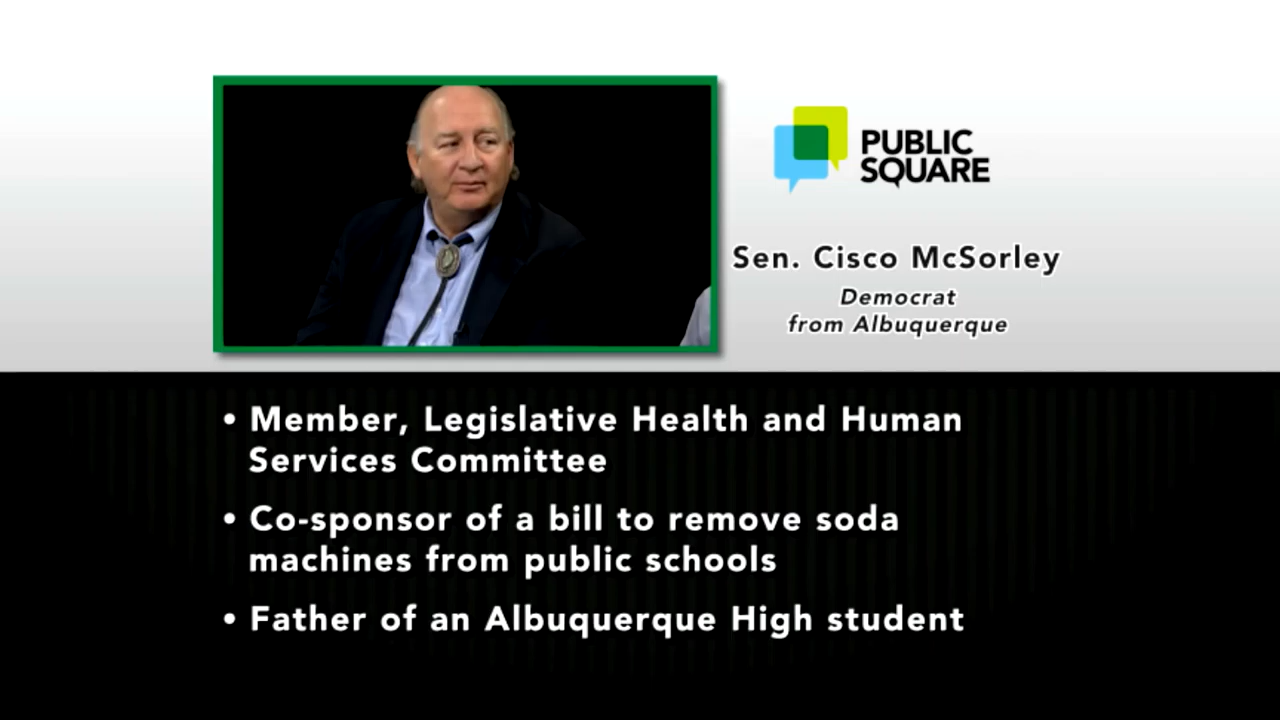 PUBLIC
SQUARE
Sen. Cisco McSorley
Democrat
from Albuquerque
• Member, Legislative Health and Human
Services Committee
• Co-sponsor of a bill to remove soda
machines from public schools
• Father of an Albuquerque High student